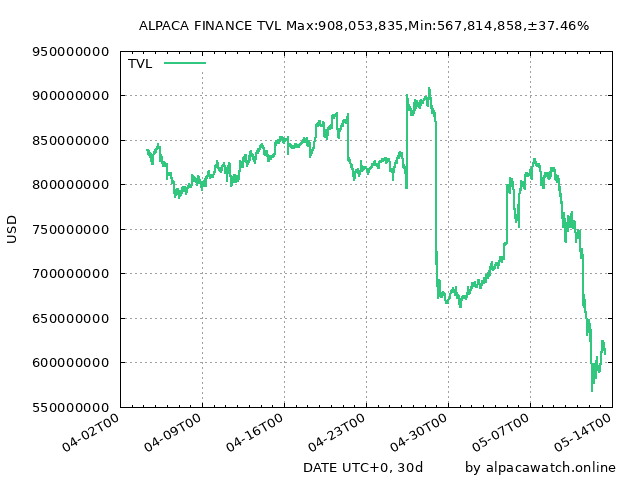 ALPACA FINANCE TVL Max:908,053,835,Min:567,814,858,±37.46%
950000000
TVL
900000000
850000000
800000000
750000000
700000000
650000000
600000000
550000000
USD
04-02T00 04-09T00 04-16T00 04-23T00 04-30T00 05-07T00 05-14T00
DATE UTC+0, 30d by alpacawatch.online